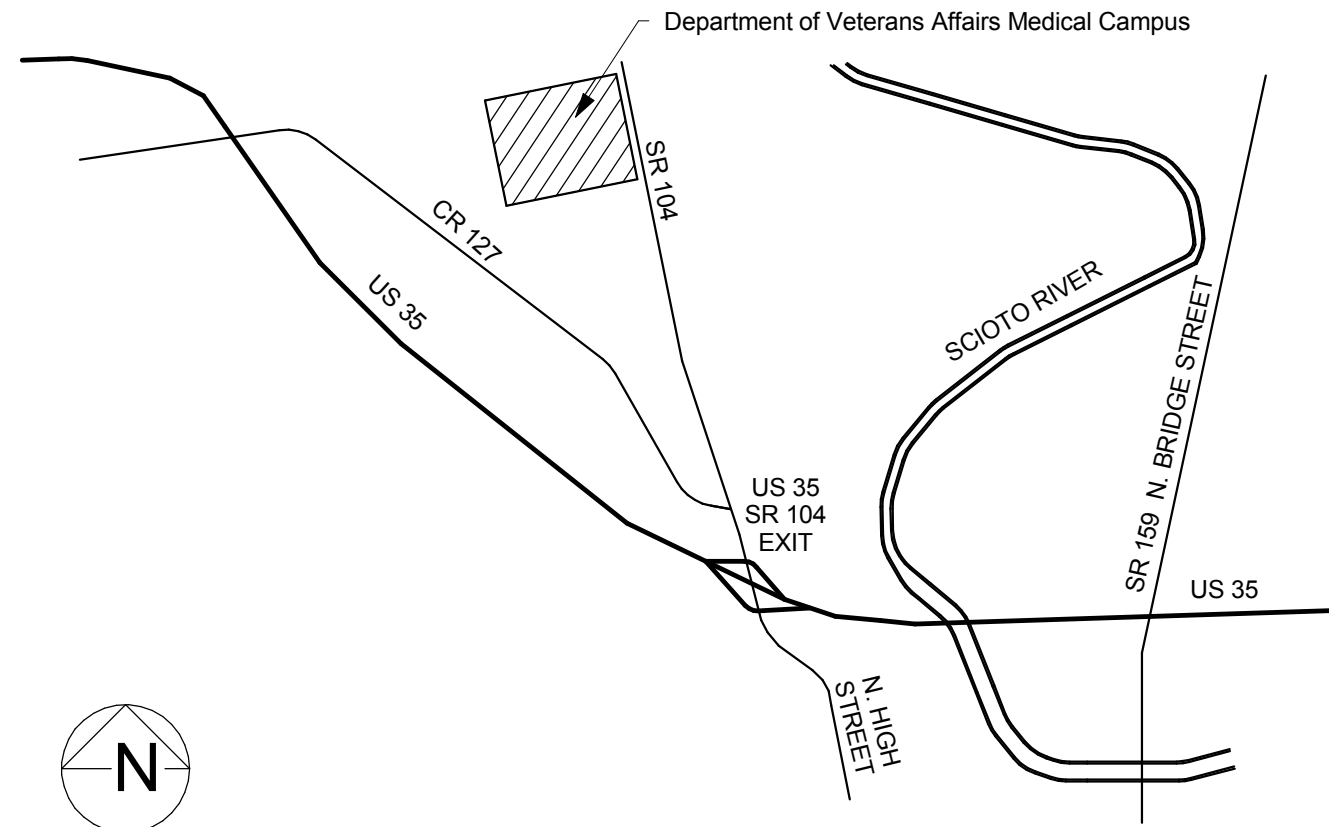 Department of Veterans Affairs Medical Campus
SR 104
CR 127
US 35
SCIOTO RIVER
SR 159 N. BRIDGE STREET
US 35
SR 104
EXIT
US 35
N. HIGH
STREET
N